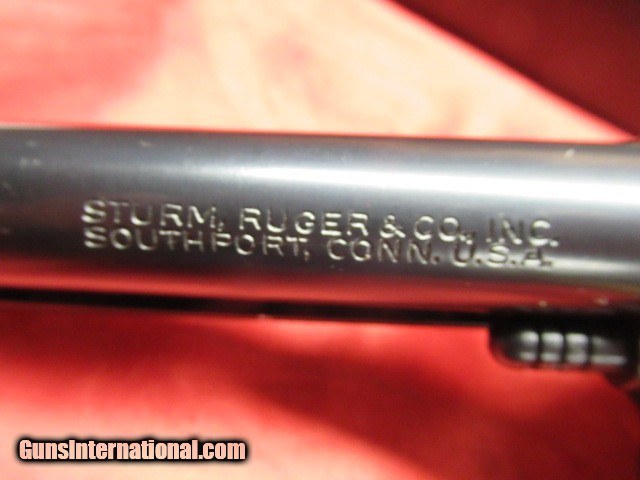 STURM, RUGER & CO., INC.
SOUTHPORT, CONN. U.S.A.
GunsInternational.com